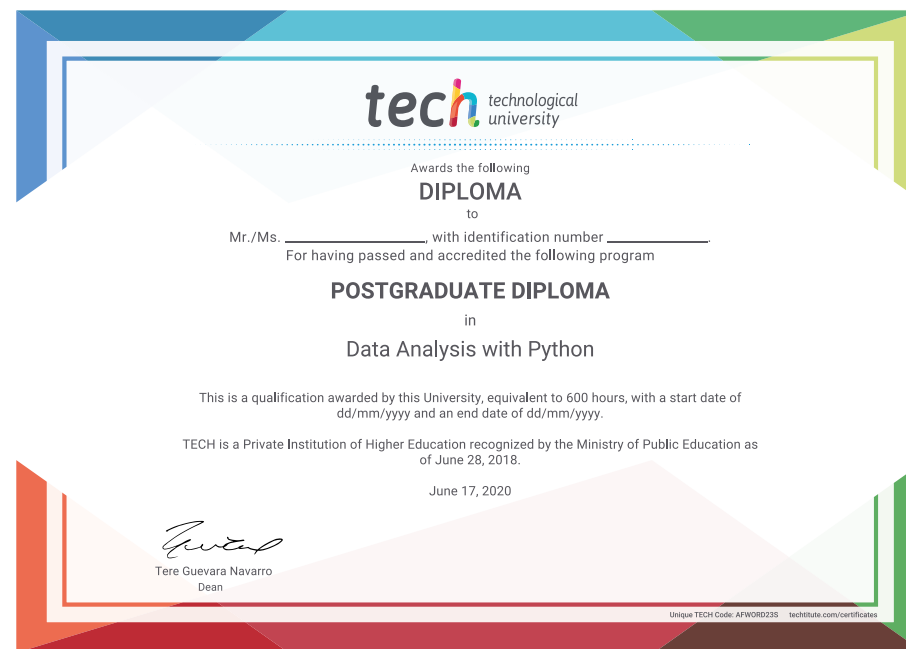 tech technological
university
Awards the following
DIPLOMA
to
Mr./Ms. ____________________, with identification number ______________.
For having passed and accredited the following program
POSTGRADUATE DIPLOMA
in
Data Analysis with Python
This is a qualification awarded by this University, equivalent to 600 hours, with a start date of
dd/mm/yyyy and an end date of dd/mm/yyyy.
TECH is a Private Institution of Higher Education recognized by the Ministry of Public Education as
of June 28, 2018.
June 17, 2020
Tere Guevara Navarro
Dean
Unique TECH Code: AFWORD23S techtitute.com/certificates